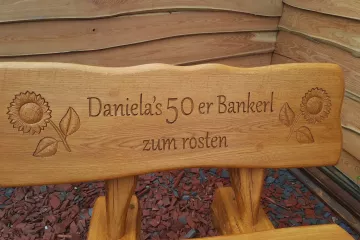 Daniela's 50 er Bankerl
zum rösten